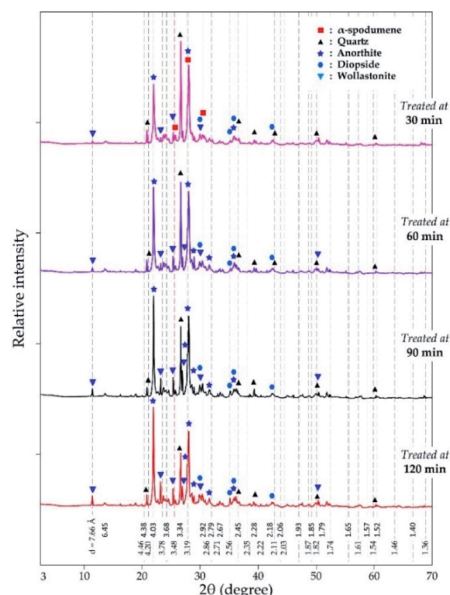 α-spodumene
: Quartz
: Anorthite
: Diopside
: Wollastonite
Treated at
30 min
Treated at
60 min
Treated at
90 min
Treated at
120 min
Relative intensity
d = 7.66 Å
6.45
4.46
4.38
4.20
4.03
3.78
3.68
3.48
3.34
3.19
2.92
2.86
2.79
2.71
2.67
2.56
2.45
2.35
2.28
2.22
2.18
2.11
2.06
2.03
1.93
1.87
1.85
1.82
1.79
1.74
1.65
1.61
1.57
1.54
1.52
1.46
1.40
1.36
3 10 20 30 40 50 60 70
2θ (degree)